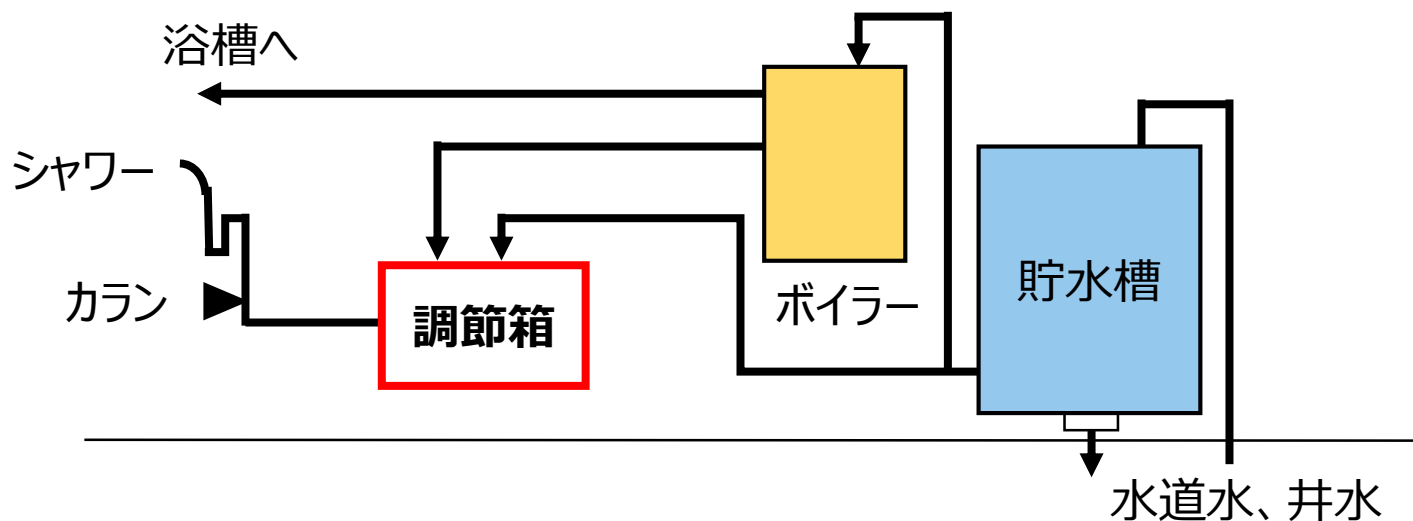 浴槽へ
シャワー
カラン
調節箱
ボイラー
貯水槽
水道水、井水